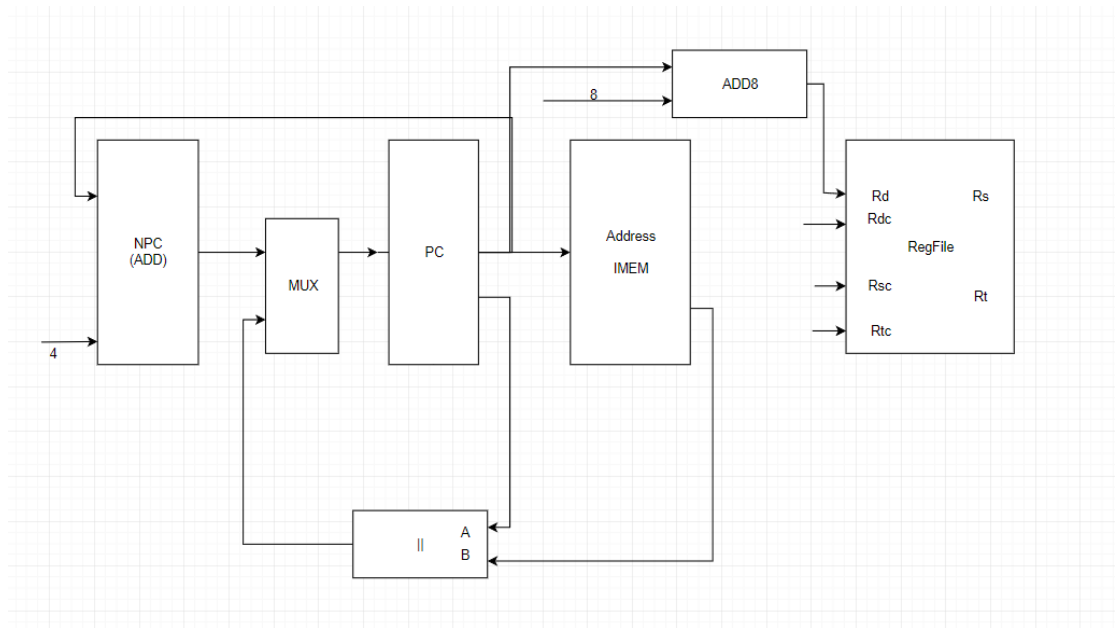 ADD8
8
NPC
(ADD)
4
MUX
PC
Address
IMEM
Rd
Rs
Rdc
RegFile
Rsc
Rt
Rtc
||
A
B